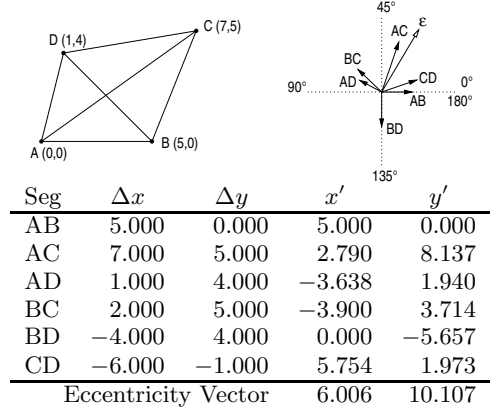 C (7,5)
D (1,4)
A (0,0)
B (5,0)
45°
ε
AC
BC
AD
CD
90°
0°
AB
180°
BD
135°
Seg Δx Δy x′ y′
AB 5.000 0.000 5.000 0.000
AC 7.000 5.000 2.790 8.137
AD 1.000 4.000 −3.638 1.940
BC 2.000 5.000 −3.900 3.714
BD −4.000 4.000 0.000 −5.657
CD −6.000 −1.000 5.754 1.973
Eccentricity Vector 6.006 10.107